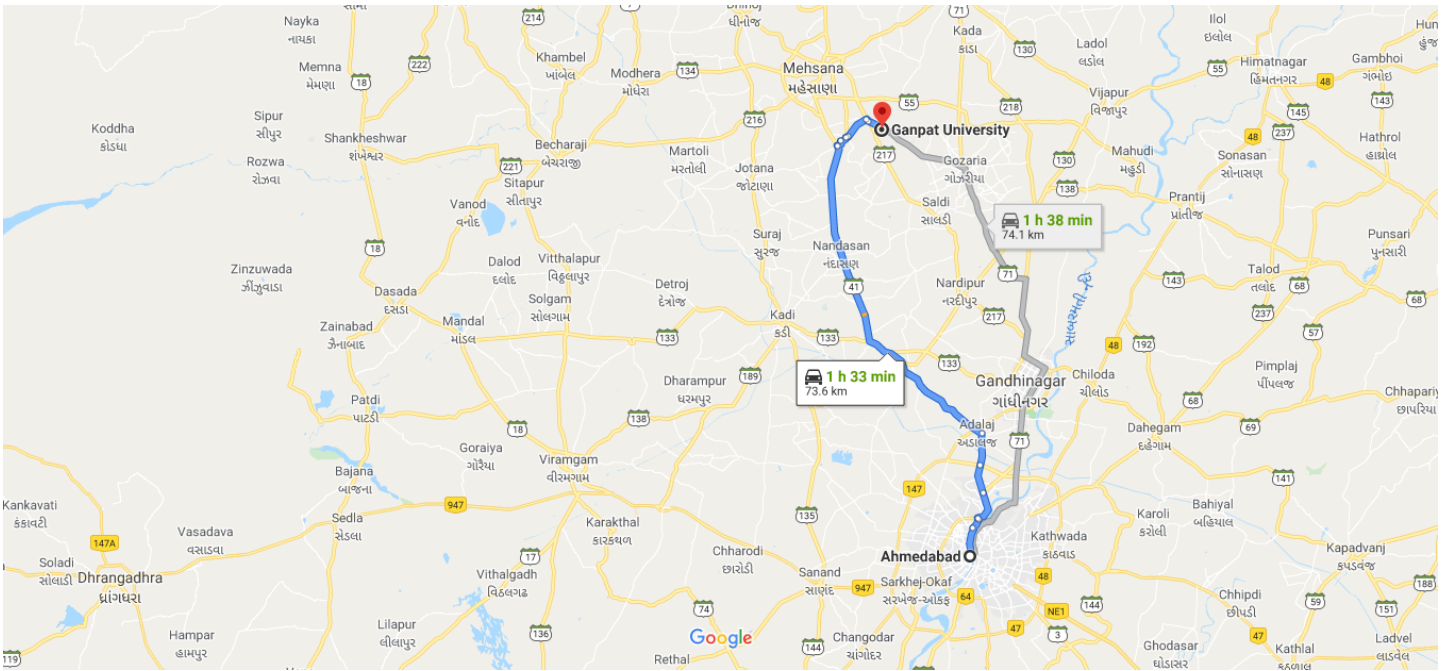 Nayka
નાયકા
214
ધીનોજ
71
Kada
કાડા
130
Ladol
લાડોલ
Ilol
ઇલોલ
Memna
મેમણા
18
222
Khambel
ખાંબેલ
Modhera
મોઢેરા
134
Mehsana
મહેસાણા
55
Himatnagar
હિંમતનગર
48
Gambhoi
ગાંભોઇ
Koddha
કોડધા
Sipur
સીપુર
Shankheshwar
શંખેશ્વર
216
55
218
Vijapur
વિજાપુર
145
143
Ganpat University
Rozwa
રોઝવા
Becharaji
બેચરાજી
Martoli
મરતોલી
217
48
237
Hathrol
હાથ્રોલ
221
Sitapur
સીતાપુર
Jotana
જોટાણા
Gozaria
ગોઝારીયા
130
Mahudi
મહુડી
Sonasan
સોનાસણ
138
Vanod
વનોદ
Saldi
સાલડી
Prantij
પ્રાંતીજ
1 h 38 min
74.1 km
18
Suraj
સુરજ
Nandasan
નંદાસણ
Punsari
પુનસારી
Zinzuwada
ઝીંઝુવાડા
Dalod
દલોદ
Vitthalapur
વિઠ્ઠલાપુર
71
સાબરમતી નદી
143
Talod
તલોદ
68
Dasada
દસાડા
Solgam
સોલગામ
Detroj
દેત્રોજ
41
Nardipur
નરદીપુર
68
Zainabad
ઝૈનાબાદ
Mandal
માંડલ
133
Kadi
કડી
133
217
237
57
48
192
133
1 h 33 min
73.6 km
189
Dharampur
ધરમપુર
Gandhinagar
ગાંધીનગર
Chiloda
ચીલોડા
Pimplaj
પીંપલજ
Patdi
પાટડી
138
68
Chhapariy
છાપરિયા
18
Adalaj
અડાલજ
71
Dahegam
દહેગામ
69
Goraiya
ગોરૈયા
Viramgam
વીરમગામ
Bajana
બાજના
147
141
Kankavati
કંકાવટી
947
Sedla
સેડલા
Karakthal
કારકથળ
135
Karoli
કરોલી
Bahiyal
બહિયાલ
Vasadava
વસાડવા
147A
Kathwada
કાઠવાડા
Soladi
સોલાડી
Dhrangadhra
ધ્રાંગધ્રા
17
Chharodi
છારોડી
Ahmedabad
Kapadvanj
કપડવંજ
Vithalgadh
વિઠલગઢ
Sanand
સાણંદ
947
Sarkhej-Okaf
સરખેજ-ઓકફ
48
188
74
64
NE1
144
Chhipdi
છીપડી
59
151
Lilapur
લીલાપુર
136
Google
Hampar
હામપર
47
3
47
119
Rethal
144
Changodar
ચાંગોદર
Ghodasar
ઘોડાસર
Kathlal
કઠલાલ
Ladvel
લાડવેલ